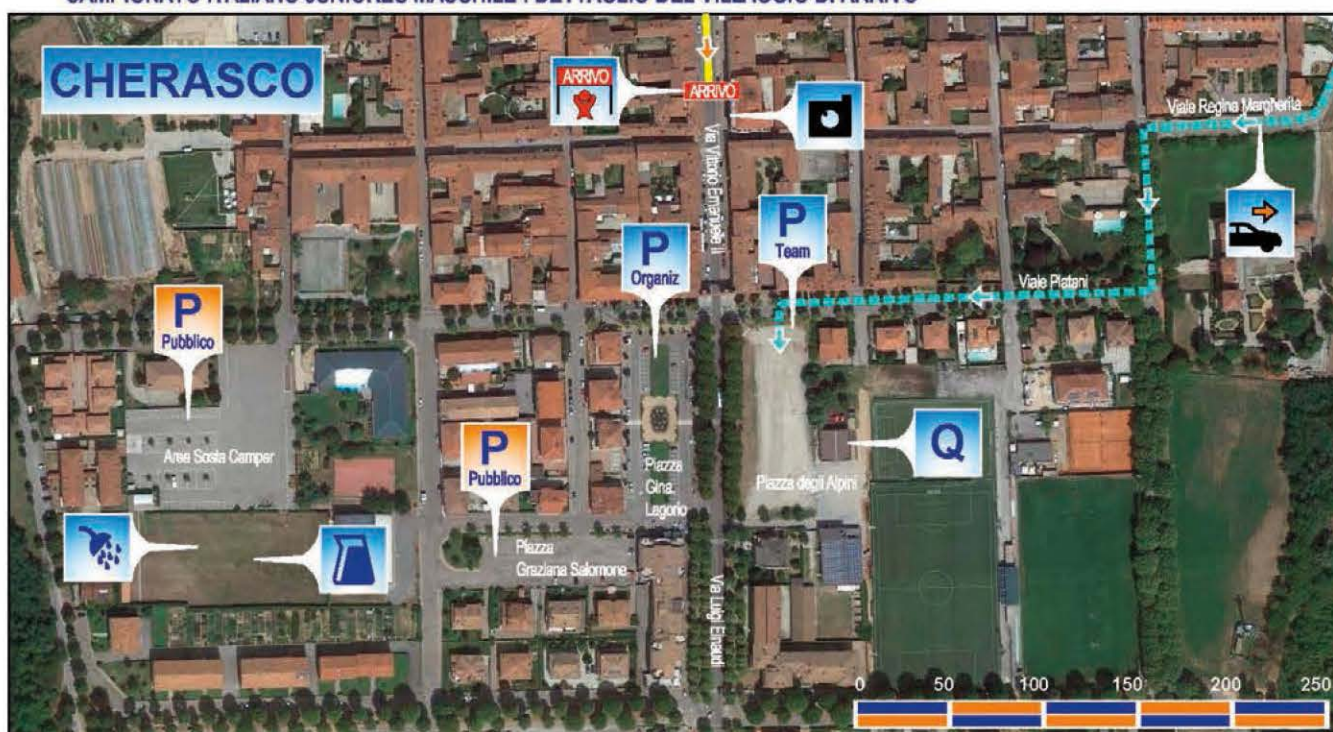 CHERASCO
ARRIVO
ARRIVO
Via Vittorio Emanuele II
Viale Regina Margherita
P
Team
P
Organiz
Viale Platani
P
Pubblico
Area Sosta Camper
P
Pubblico
Piazza
Gina
Lagorio
Piazza degli Alpini
Q
Piazza
Graziana Salomone
Via Luigi Einaudi
0 50 100 150 200 250